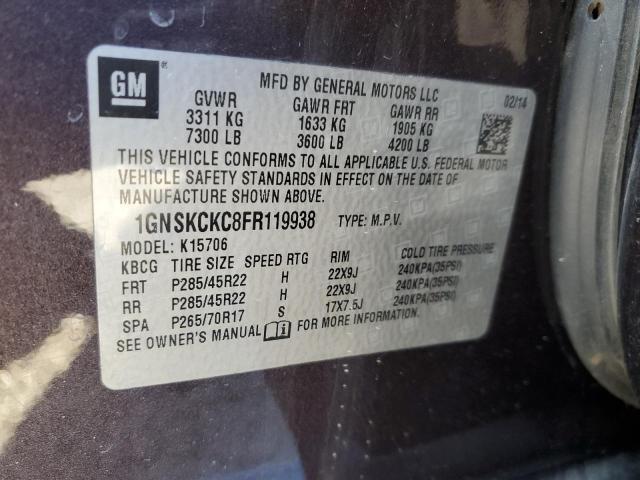 GM ®
MFD BY GENERAL MOTORS LLC
02/14
GVWR GAWR FRT GAWR RR
3311 KG 1633 KG 1905 KG
7300 LB 3600 LB 4200 LB
THIS VEHICLE CONFORMS TO ALL APPLICABLE U.S. FEDERAL MOTOR
VEHICLE SAFETY STANDARDS IN EFFECT ON THE DATE OF
MANUFACTURE SHOWN ABOVE.
1GNSKCKC8FR119938 TYPE: M.P.V.
MODEL: K15706
KBCG TIRE SIZE SPEED RTG RIM COLD TIRE PRESSURE
FRT P285/45R22 H 22X9J 240KPA(35PSI)
RR P285/45R22 H 22X9J 240KPA(35PSI)
SPA P265/70R17 S 17X7.5J 240KPA(35PSI)
SEE OWNER'S MANUAL FOR MORE INFORMATION.